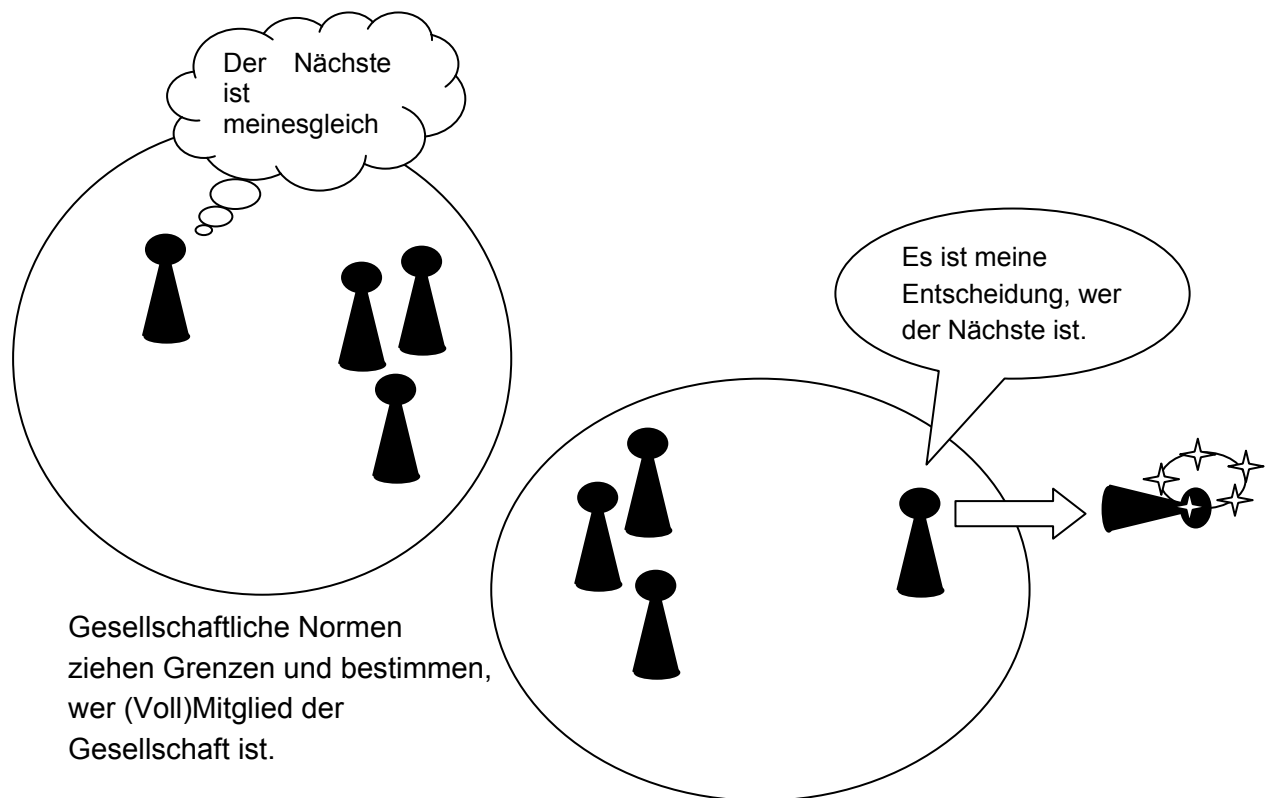 Der Nächste
ist
meinesgleich
Es ist meine
Entscheidung, wer
der Nächste ist.
Gesellschaftliche Normen
ziehen Grenzen und bestimmen,
wer (Voll)Mitglied der
Gesellschaft ist.